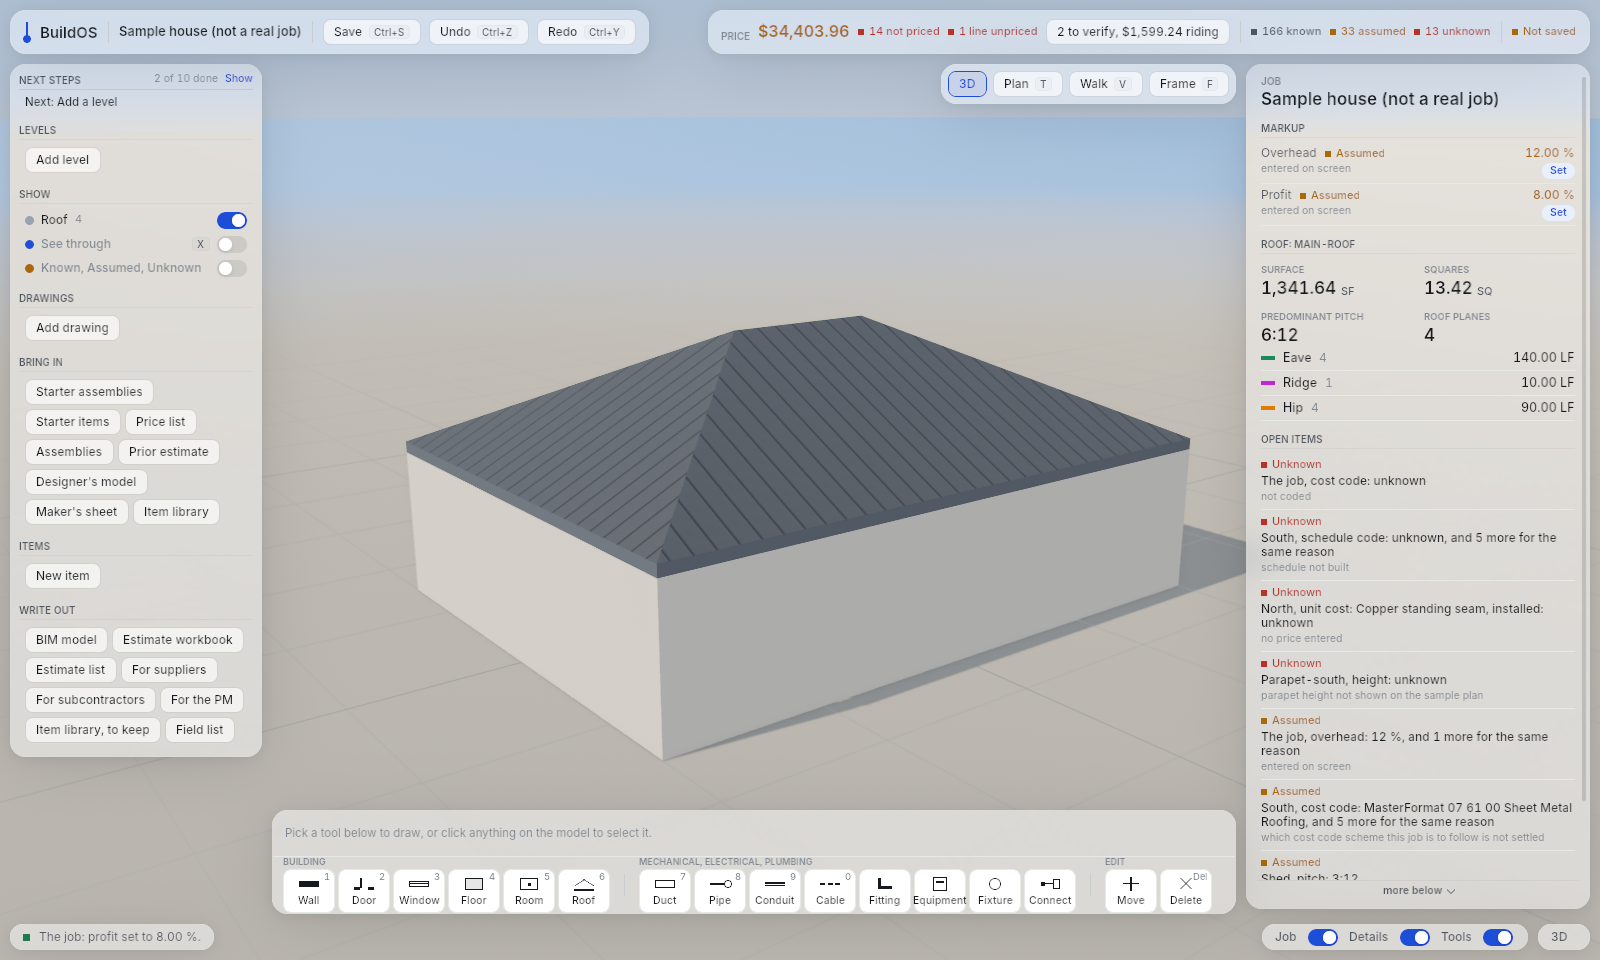 BuildOS
Sample house (not a real job)
Save Ctrl+S
Undo Ctrl+Z
Redo Ctrl+Y
PRICE $34,403.96
14 not priced
1 line unpriced
2 to verify, $1,599.24 riding
166 known
33 assumed
13 unknown
Not saved
NEXT STEPS 2 of 10 done Show
Next: Add a level
LEVELS
Add level
SHOW
Roof 4
See through X
Known, Assumed, Unknown
DRAWINGS
Add drawing
BRING IN
Starter assemblies
Starter items Price list
Assemblies Prior estimate
Designer's model
Maker's sheet Item library
ITEMS
New item
WRITE OUT
BIM model Estimate workbook
Estimate list For suppliers
For subcontractors For the PM
Item library, to keep Field list
3D
Plan T
Walk V
Frame F
JOB
Sample house (not a real job)
MARKUP
Overhead Assumed 12.00 %
entered on screen Set
Profit Assumed 8.00 %
entered on screen Set
ROOF: MAIN-ROOF
SURFACE SQUARES
1,341.64 SF 13.42 SQ
PREDOMINANT PITCH ROOF PLANES
6:12 4
Eave 4 140.00 LF
Ridge 1 10.00 LF
Hip 4 90.00 LF
OPEN ITEMS
Unknown
The job, cost code: unknown
not coded
Unknown
South, schedule code: unknown, and 5 more for the
same reason
schedule not built
Unknown
North, unit cost: Copper standing seam, installed:
unknown
no price entered
Unknown
Parapet-south, height: unknown
parapet height not shown on the sample plan
Assumed
The job, overhead: 12 %, and 1 more for the same
reason
entered on screen
Assumed
South, cost code: MasterFormat 07 61 00 Sheet Metal
Roofing, and 5 more for the same reason
which cost code scheme this job is to follow is not settled
Assumed
Shed, pitch: 3:12
more below
Pick a tool below to draw, or click anything on the model to select it.
BUILDING
1 2 3 4 5 6
Wall Door Window Floor Room Roof
MECHANICAL, ELECTRICAL, PLUMBING
7 8 9 0
Duct Pipe Conduit Cable Fitting Equipment Fixture Connect
EDIT
Del
Move Delete
The job: profit set to 8.00 %.
Job Details Tools 3D